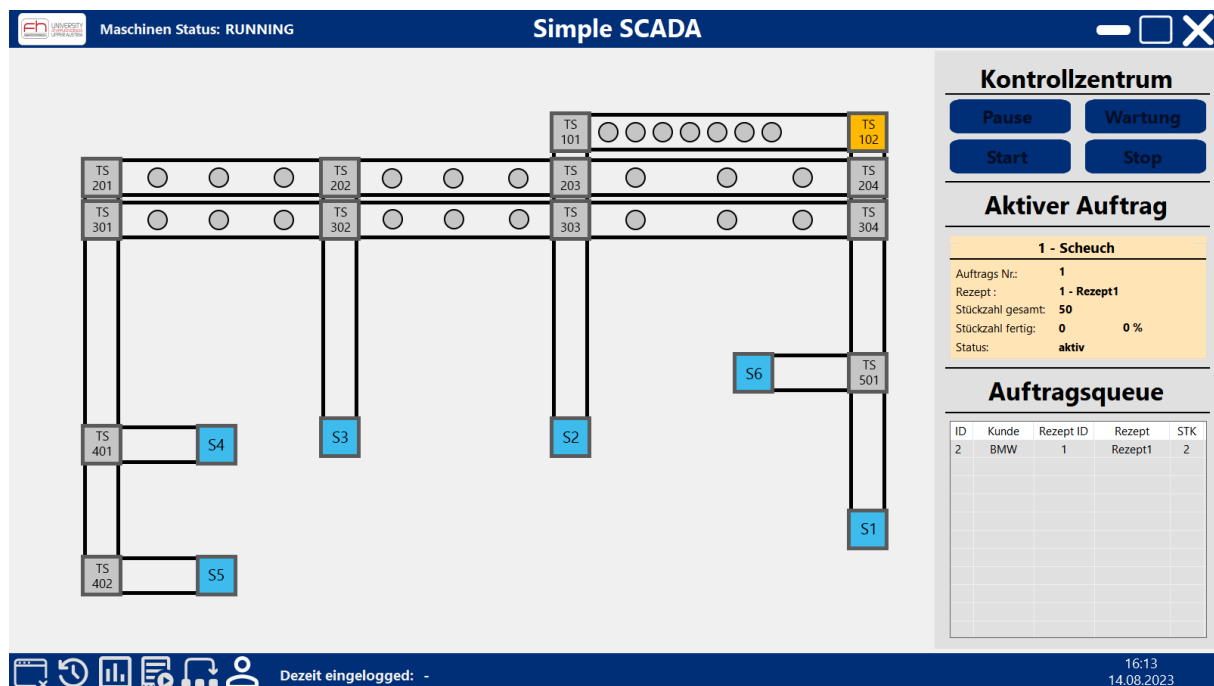 Maschinen Status: RUNNING
Simple SCADA
fh UNIVERSITY
UPPER AUSTRIA
TS
101
TS
102
TS
201
TS
202
TS
203
TS
204
TS
301
TS
302
TS
303
TS
304
S6
TS
501
TS
401
S4
S3
S2
S1
TS
402
S5
Kontrollzentrum
Pause Wartung
Start Stop
Aktiver Auftrag
1 - Scheuch
Auftrags Nr.: 1
Rezept : 1 - Rezept1
Stückzahl gesamt: 50
Stückzahl fertig: 0 0 %
Status: aktiv
Auftragsqueue
ID Kunde Rezept ID Rezept STK
2 BMW 1 Rezept1 2
Dezeit eingelogged: -
16:13
14.08.2023